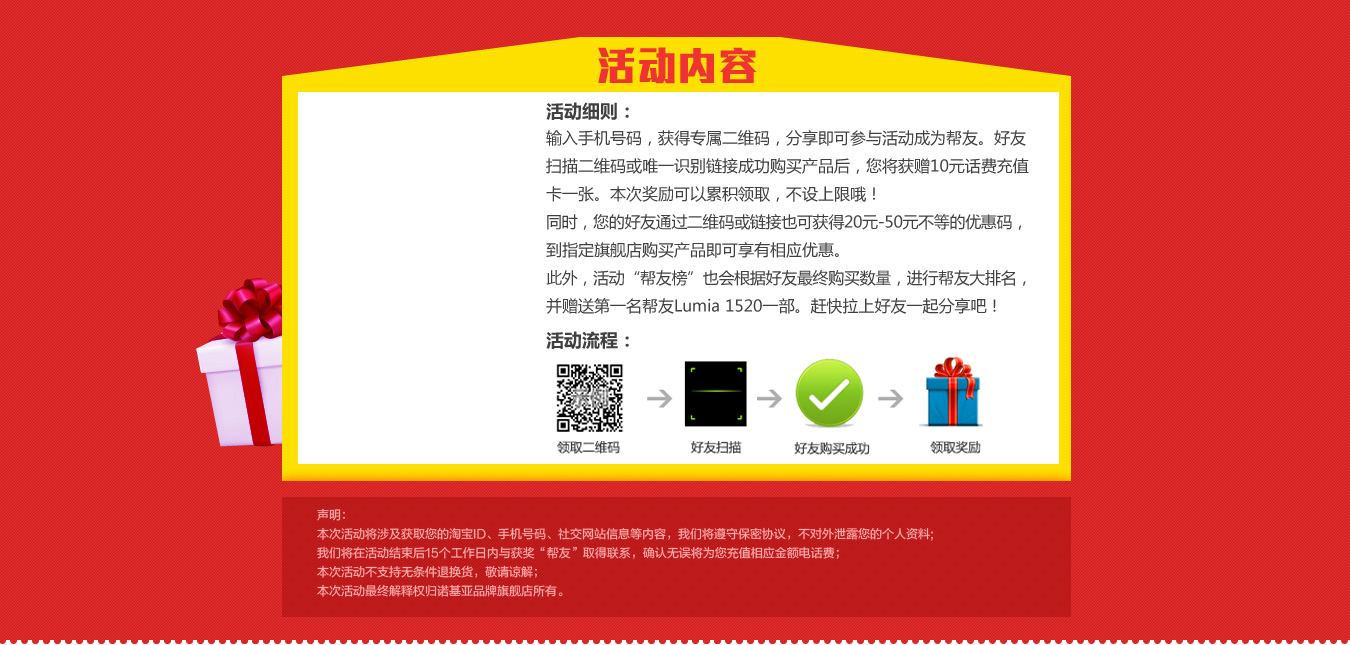 活动内容
活动细则：
输入手机号码，获得专属二维码，分享即可参与活动成为帮友。好友
扫描二维码或唯一识别链接成功购买产品后，您将获赠10元话费充值
卡一张。本次奖励可以累积领取，不设上限哦！
同时，您的好友通过二维码或链接也可获得20元-50元不等的优惠码，
到指定旗舰店购买产品即可享有相应优惠。
此外，活动“帮友榜”也会根据好友最终购买数量，进行帮友大排名，
并赠送第一名帮友Lumia 1520一部。赶快拉上好友一起分享吧！
活动流程：
示例
领取二维码
好友扫描
好友购买成功
领取奖励
声明：
本次活动将涉及获取您的淘宝ID、手机号码、社交网站信息等内容，我们将遵守保密协议，不对外泄露您的个人资料；
我们将在活动结束后15个工作日内与获奖“帮友”取得联系，确认无误将为您充值相应金额电话费；
本次活动不支持无条件退换货，敬请谅解；
本次活动最终解释权归诺基亚品牌旗舰店所有。